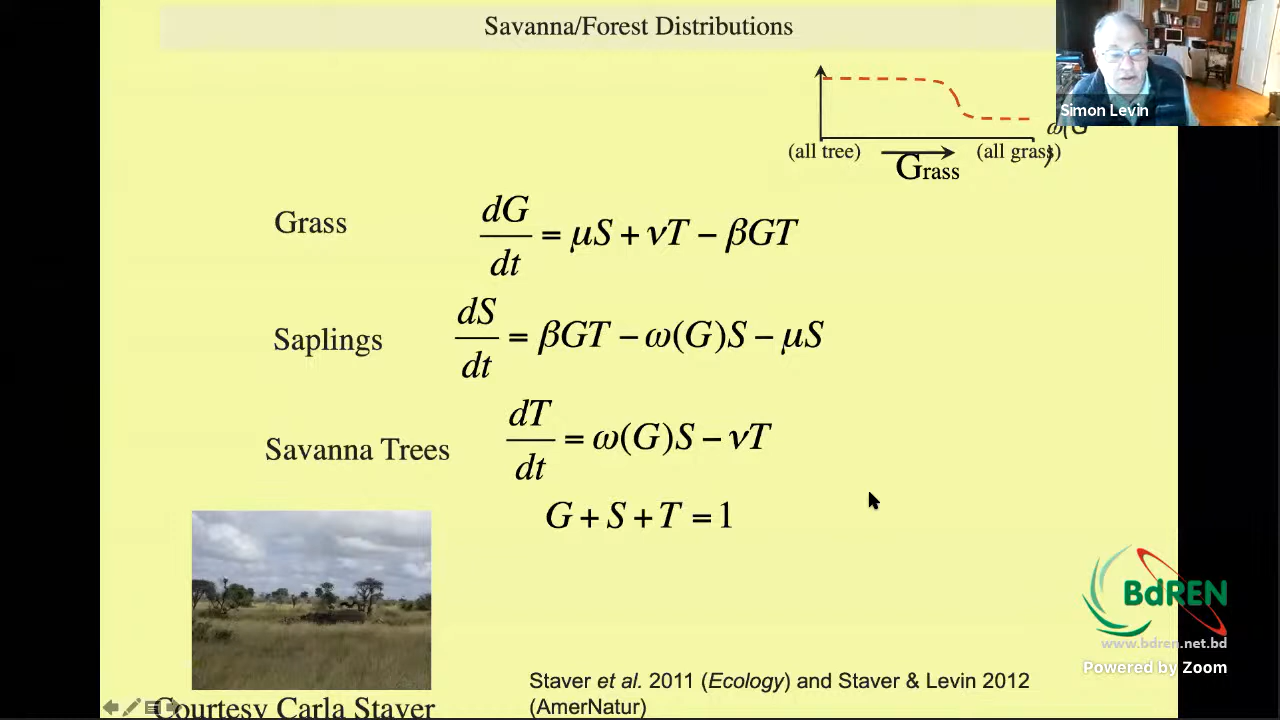 Savanna/Forest Distributions
Simon Levin
ω(G
)
(all tree)
(all grass)
Grass
Grass
dG/dt = μS + νT − βGT
Saplings
dS/dt = βGT − ω(G)S − μS
Savanna Trees
dT/dt = ω(G)S − νT
G + S + T = 1
BdREN
www.bdren.net.bd
Powered by Zoom
Staver et al. 2011 (Ecology) and Staver & Levin 2012
(AmerNatur)
Courtesy Carla Staver